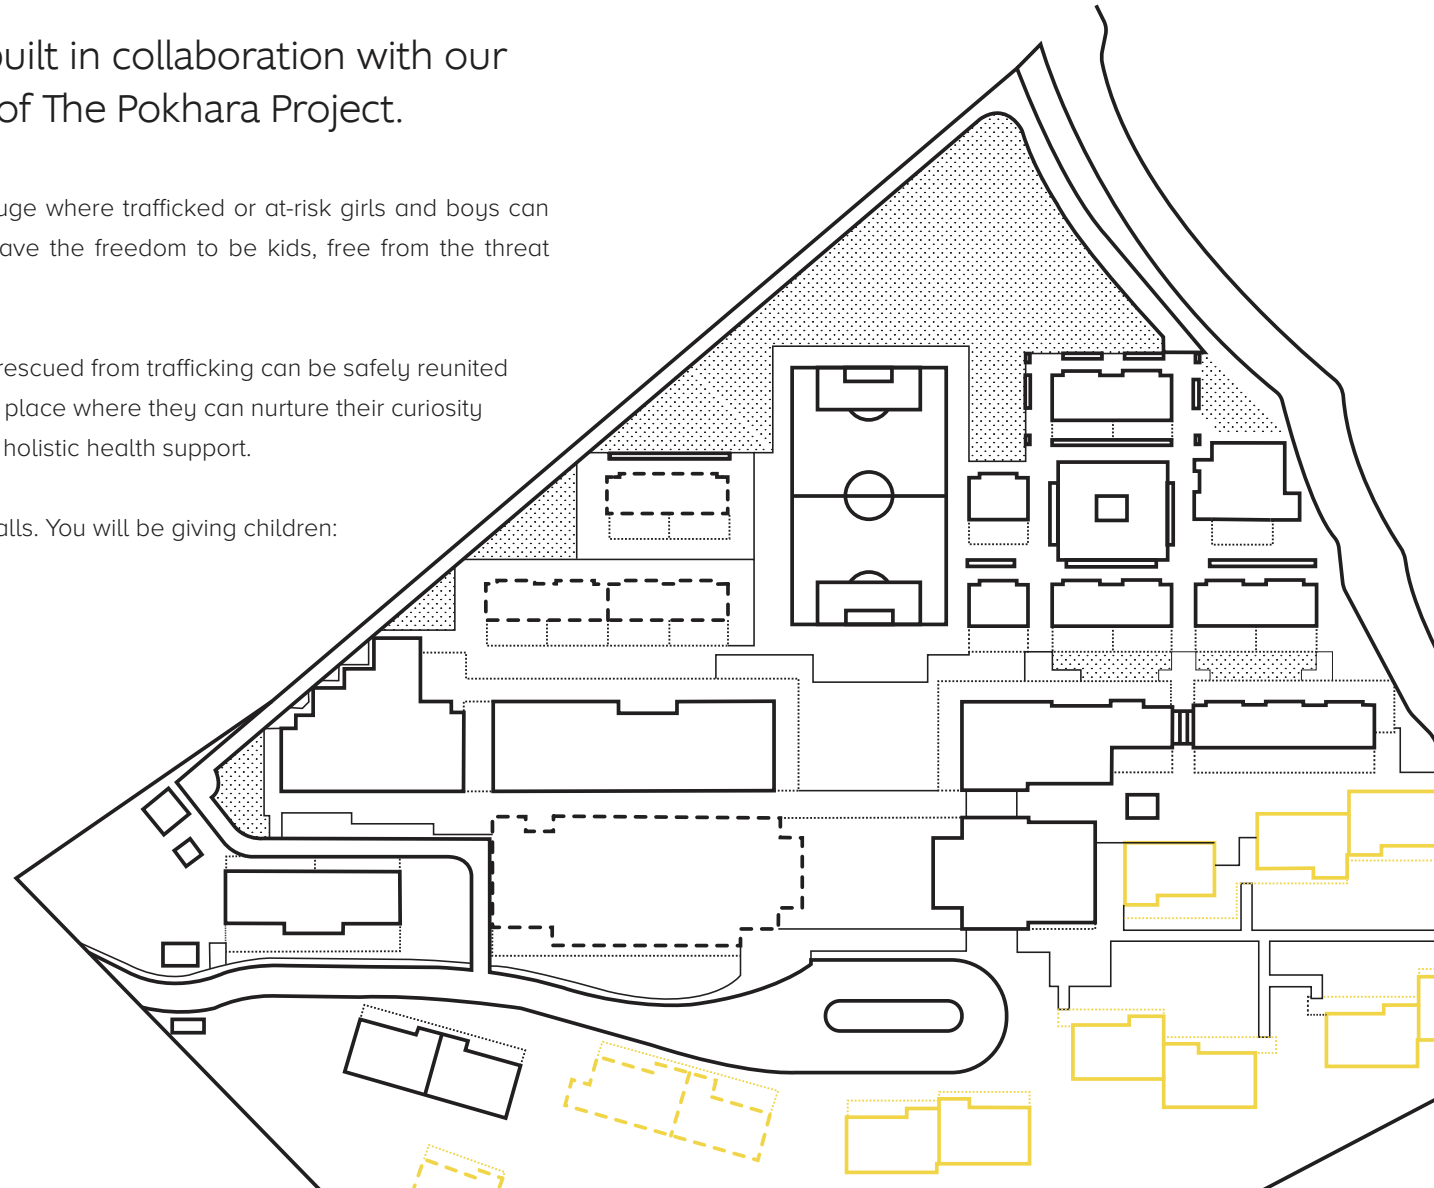 built in collaboration with our
of The Pokhara Project.
uge where trafficked or at-risk girls and boys can
ave the freedom to be kids, free from the threat
rescued from trafficking can be safely reunited
place where they can nurture their curiosity
holistic health support.
alls. You will be giving children: